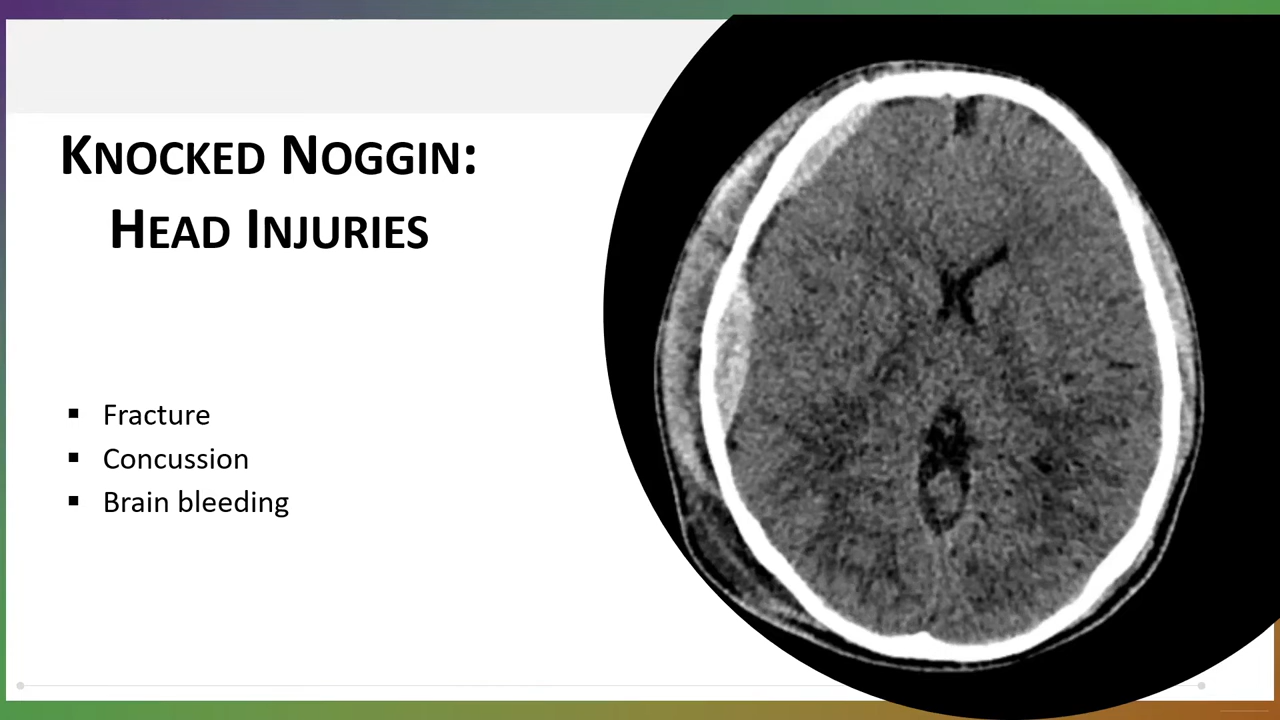 Knocked Noggin:
Head Injuries
▪ Fracture
▪ Concussion
▪ Brain bleeding